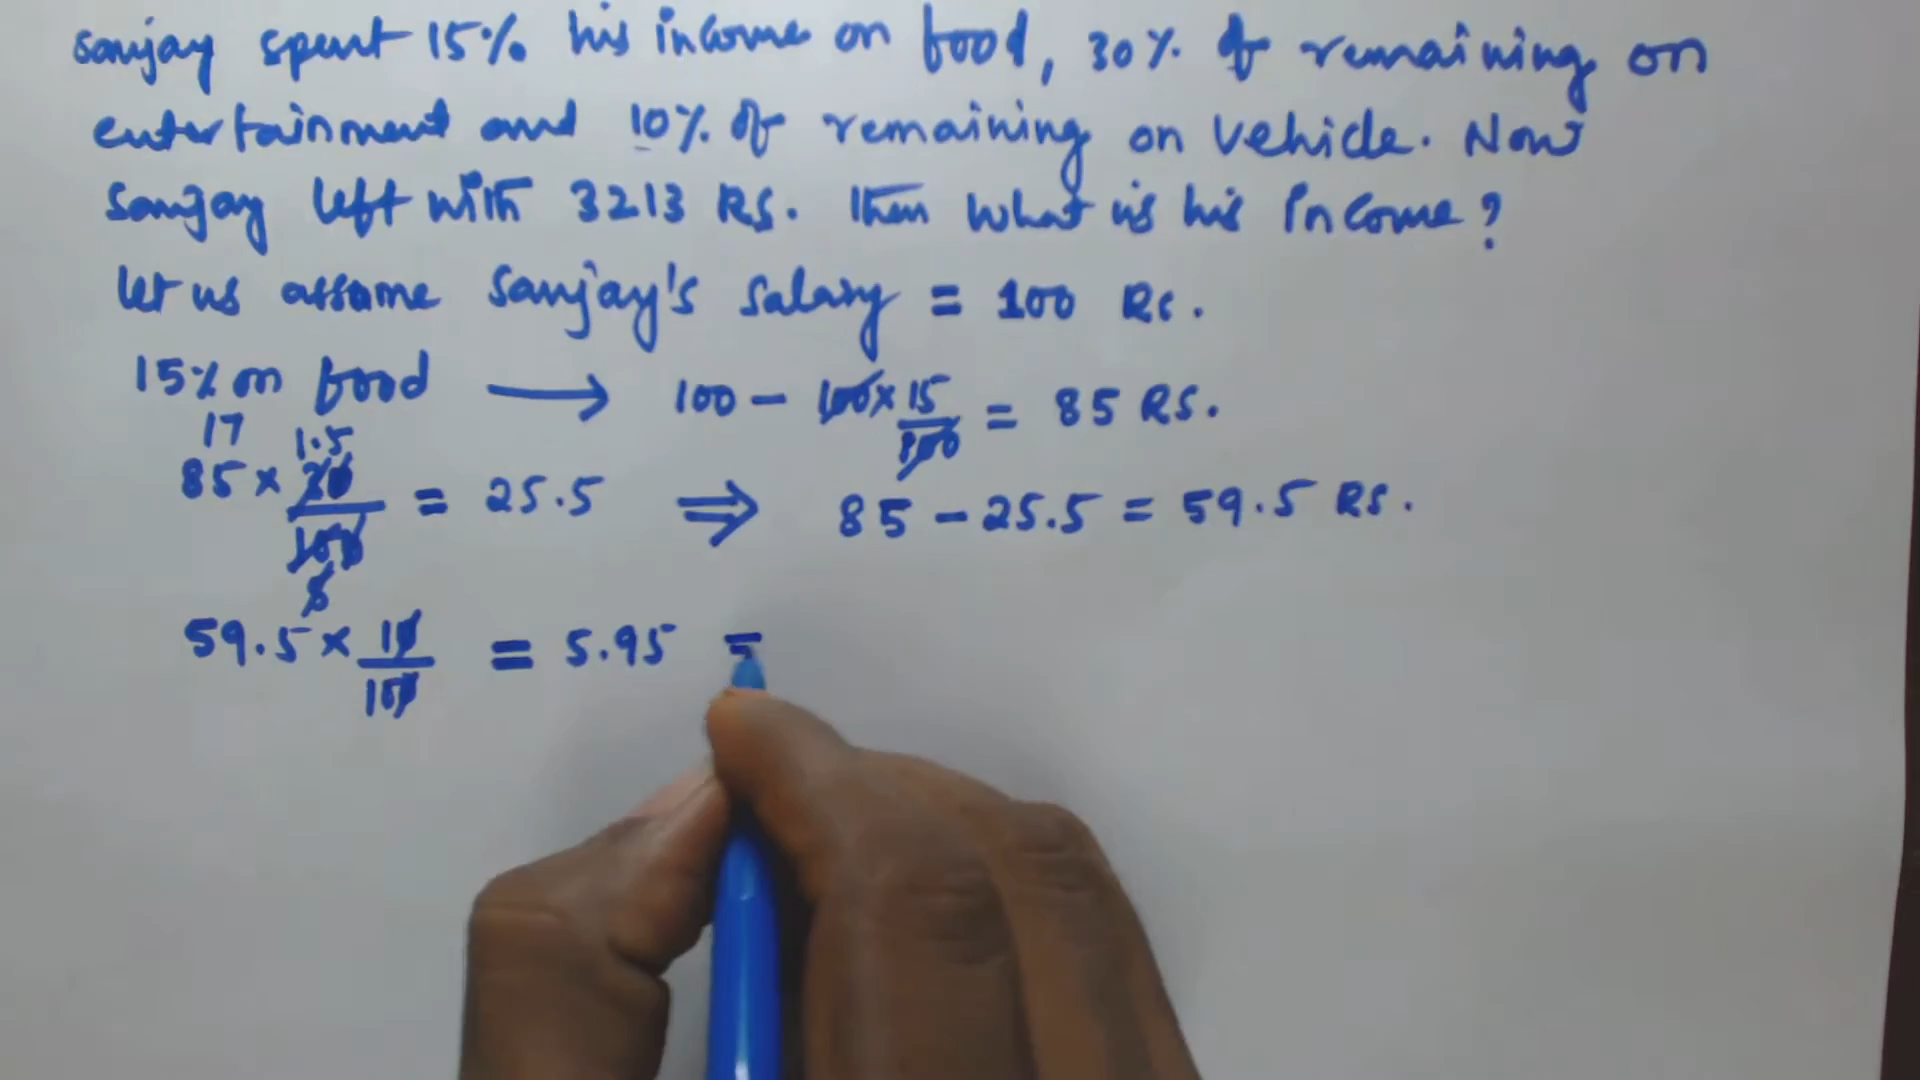 Sanjay spent 15% his income on food, 30% of remaining on
entertainment and 10% of remaining on vehicle. Now
Sanjay left with 3213 RS. Then what is his income?
let us assume Sanjay's salary = 100 Rs.
15% on food → 100 - 100 × 15/100 = 85 RS.
17 1.5
85 × 30/100 = 25.5 ⇒ 85 - 25.5 = 59.5 RS.
5
59.5 × 10/100 = 5.95 =